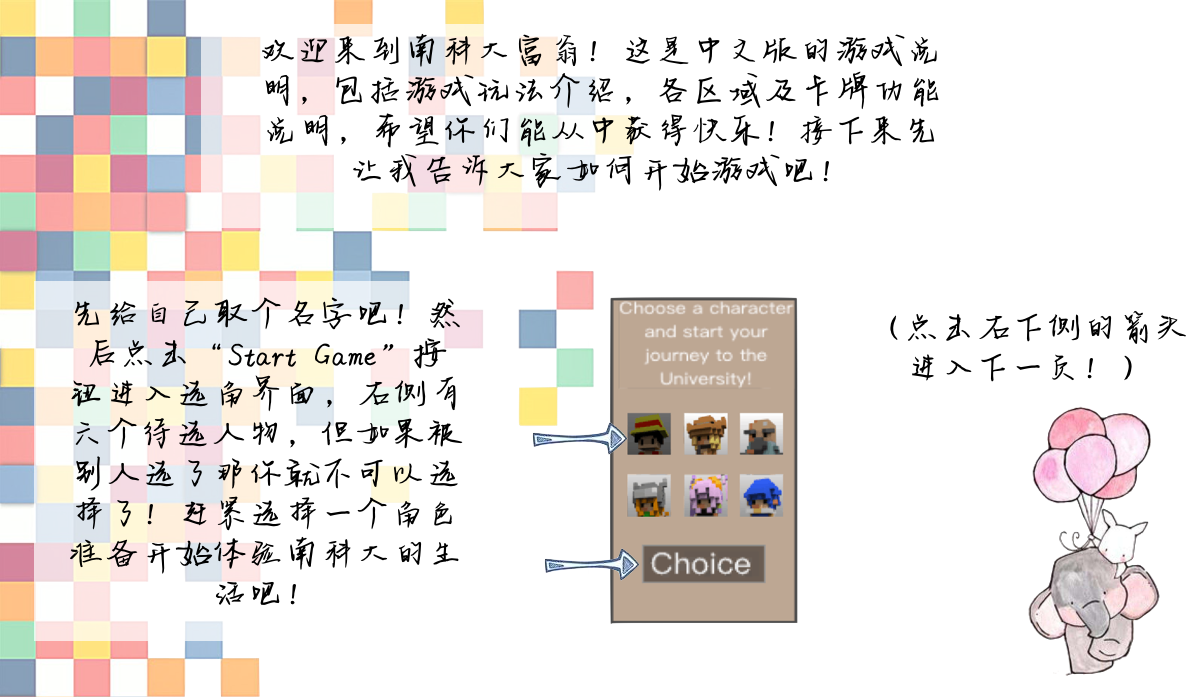 欢迎来到南科大富翁！这是中文版的游戏说
明，包括游戏玩法介绍，各区域及卡牌功能
说明，希望你们能从中获得快乐！接下来先
让我告诉大家如何开始游戏吧！
先给自己取个名字吧！然
后点击“Start Game”按
钮进入选角界面，右侧有
六个待选人物，但如果被
别人选了那你就不可以选
择了！赶紧选择一个角色
准备开始体验南科大的生
活吧！
Choose a character
and start your
journey to the
University!
Choice
（点击右下侧的箭头
进入下一页！）